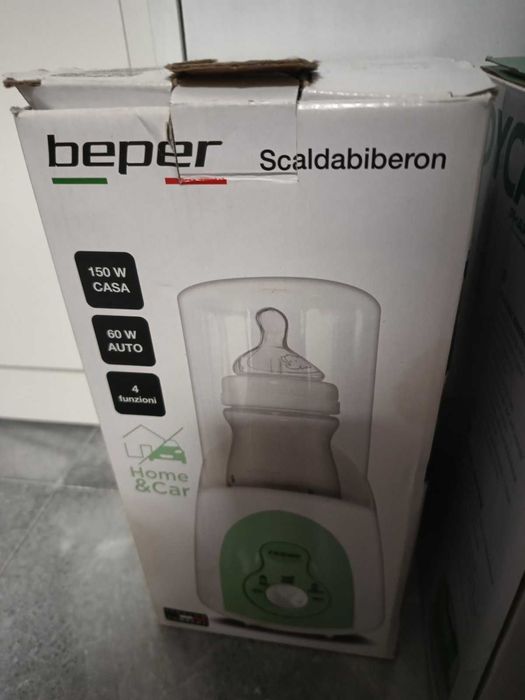 beper
Scaldabiberon
150 W
CASA
60 W
AUTO
4
funzioni
Home
&Car